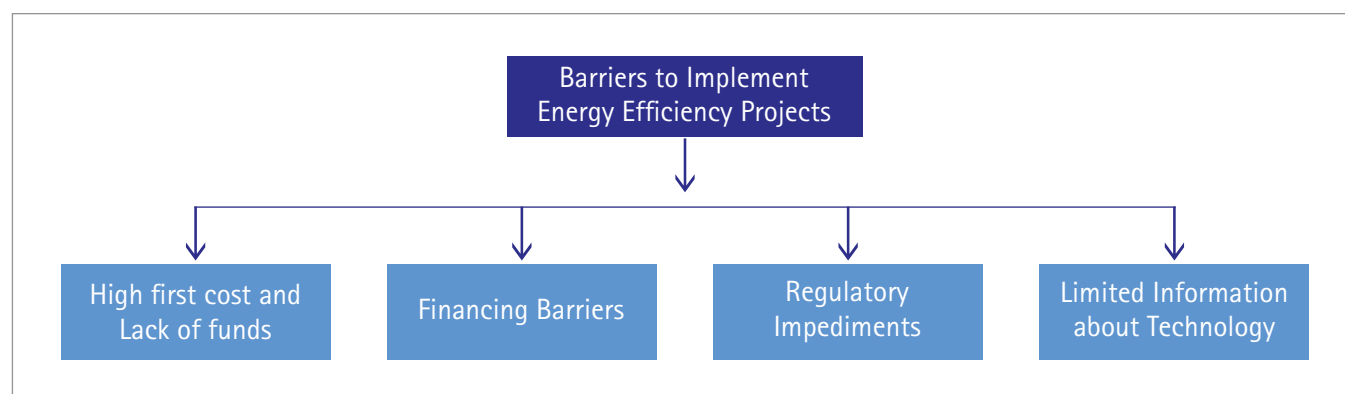 Barriers to Implement
Energy Efficiency Projects
High first cost and
Lack of funds
Financing Barriers
Regulatory
Impediments
Limited Information
about Technology